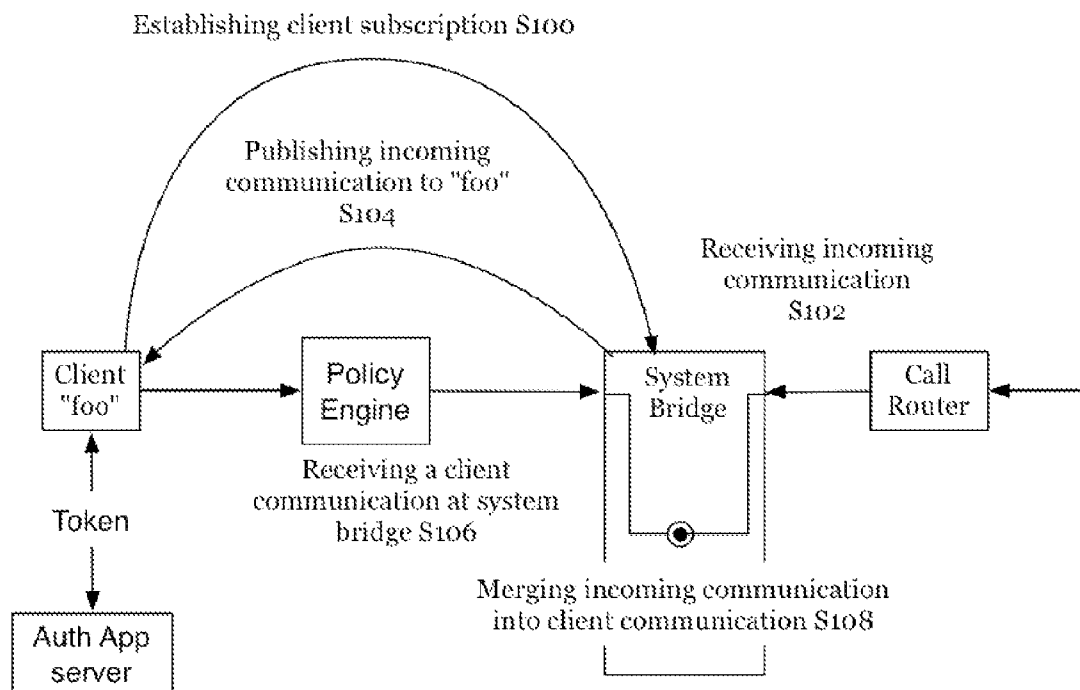 Establishing client subscription S100
Publishing incoming
communication to "foo"
S104
Receiving incoming
communication
S102
Client
"foo"
Policy
Engine
System
Bridge
Call
Router
Receiving a client
communication at system
bridge S106
Token
Merging incoming communication
into client communication S108
Auth App
server